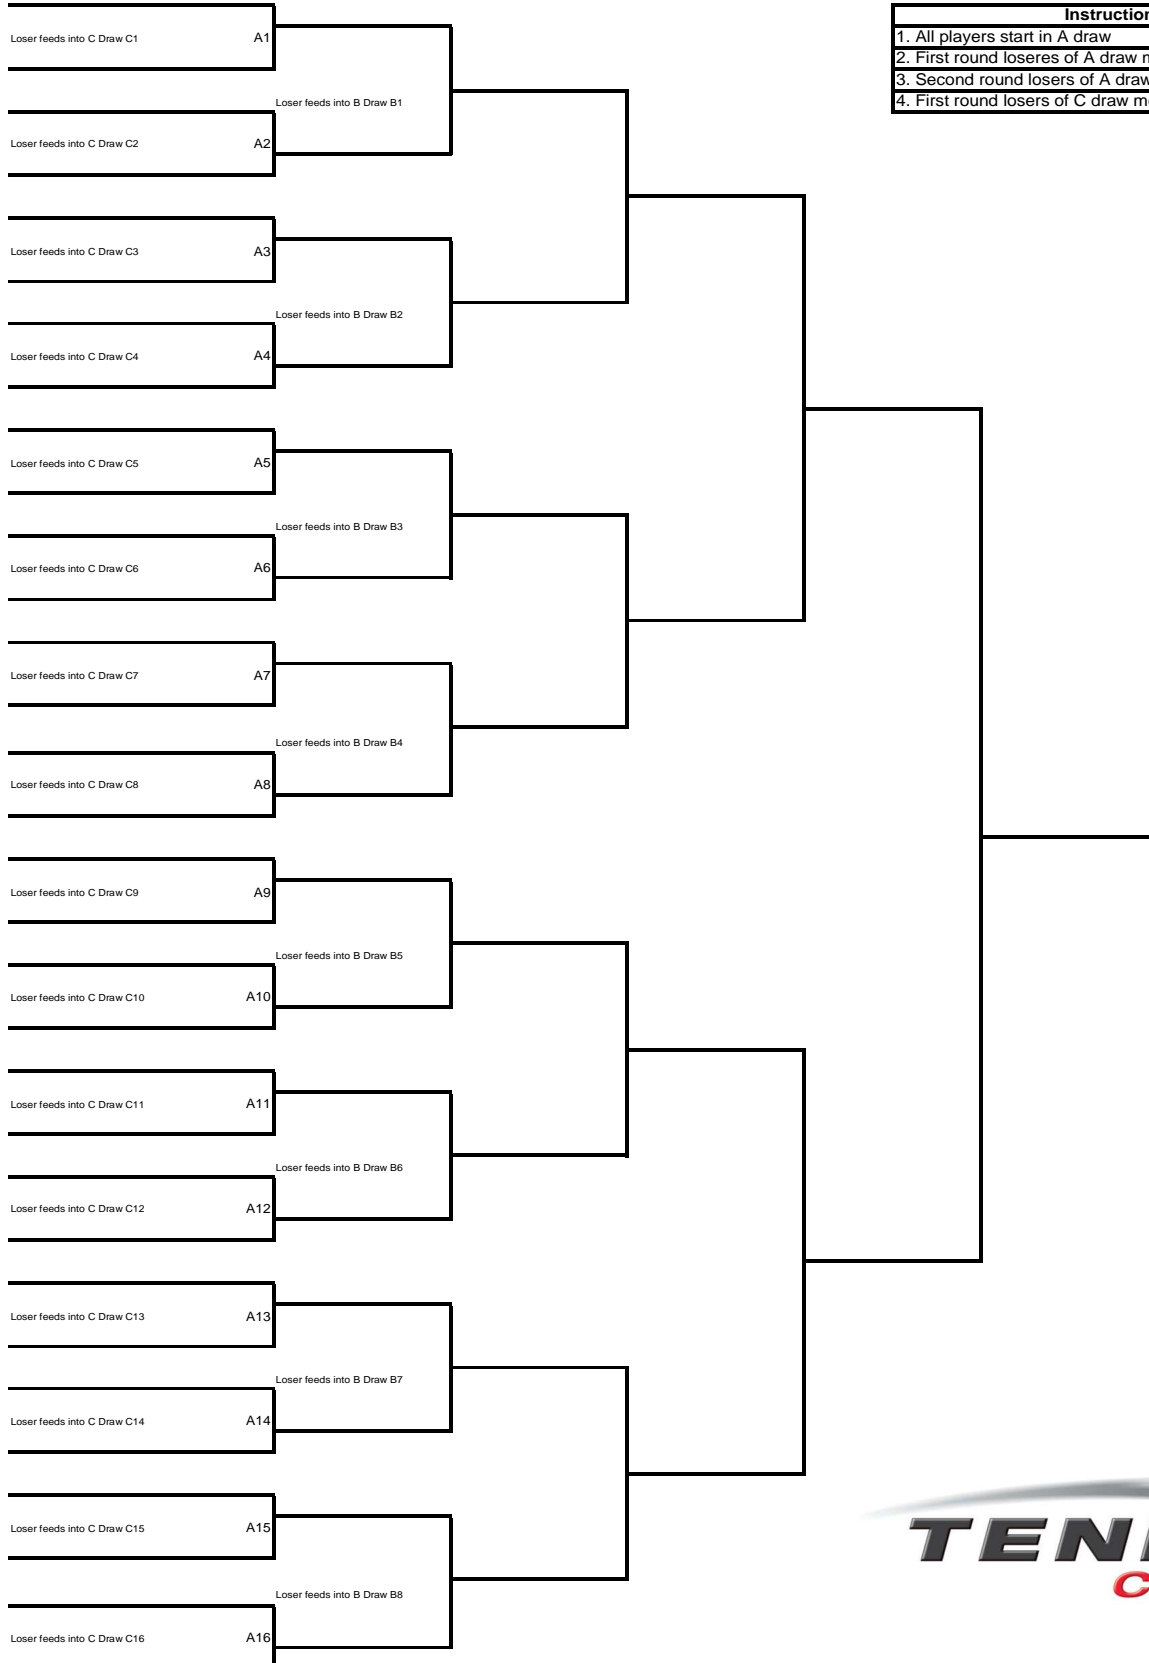 Instruction
1. All players start in A draw
2. First round loseres of A draw
3. Second round losers of A draw
4. First round losers of C draw
Loser feeds into C Draw C1 A1
Loser feeds into B Draw B1
Loser feeds into C Draw C2 A2
Loser feeds into C Draw C3 A3
Loser feeds into B Draw B2
Loser feeds into C Draw C4 A4
Loser feeds into C Draw C5 A5
Loser feeds into B Draw B3
Loser feeds into C Draw C6 A6
Loser feeds into C Draw C7 A7
Loser feeds into B Draw B4
Loser feeds into C Draw C8 A8
Loser feeds into C Draw C9 A9
Loser feeds into B Draw B5
Loser feeds into C Draw C10 A10
Loser feeds into C Draw C11 A11
Loser feeds into B Draw B6
Loser feeds into C Draw C12 A12
Loser feeds into C Draw C13 A13
Loser feeds into B Draw B7
Loser feeds into C Draw C14 A14
Loser feeds into C Draw C15 A15
Loser feeds into B Draw B8
Loser feeds into C Draw C16 A16
TEN
C